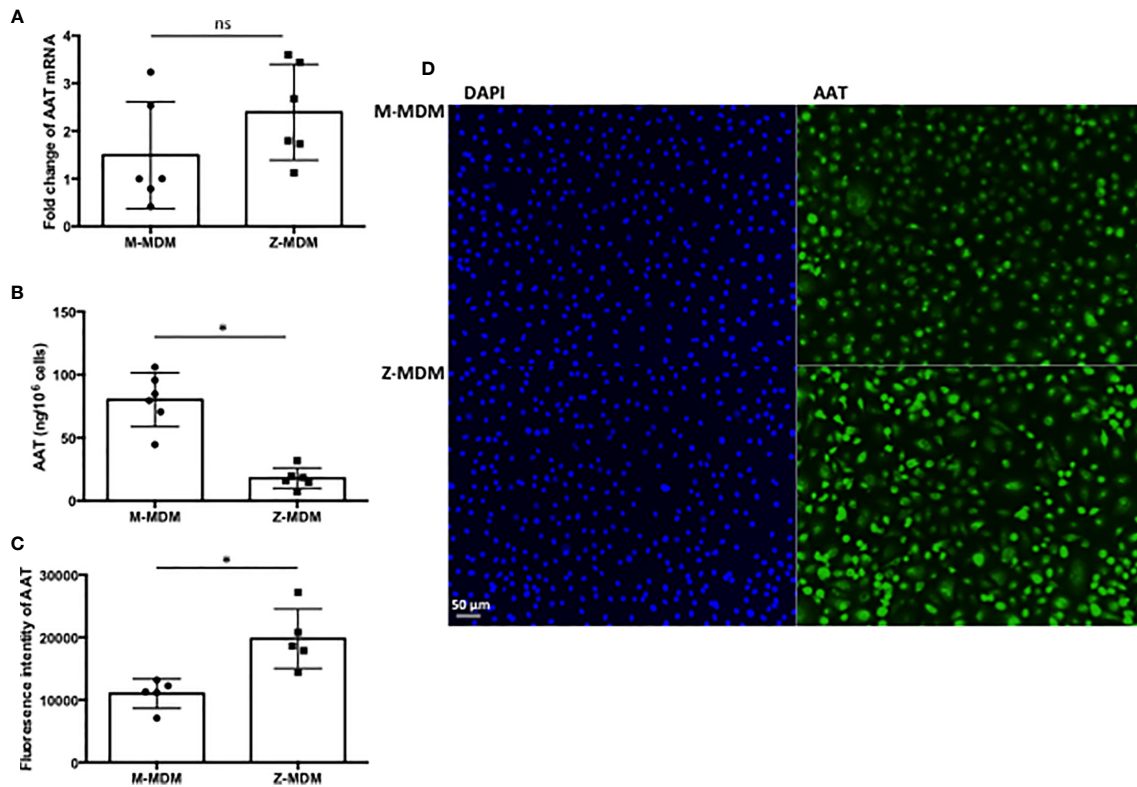 A
ns
Fold change of AAT mRNA
4
3
2
1
0
M-MDM
Z-MDM
B
*
AAT (ng/10⁶ cells)
150
100
50
0
M-MDM
Z-MDM
C
*
Fluoresence intentity of AAT
30000
20000
10000
0
M-MDM
Z-MDM
D
DAPI
AAT
M-MDM
Z-MDM
50 µm